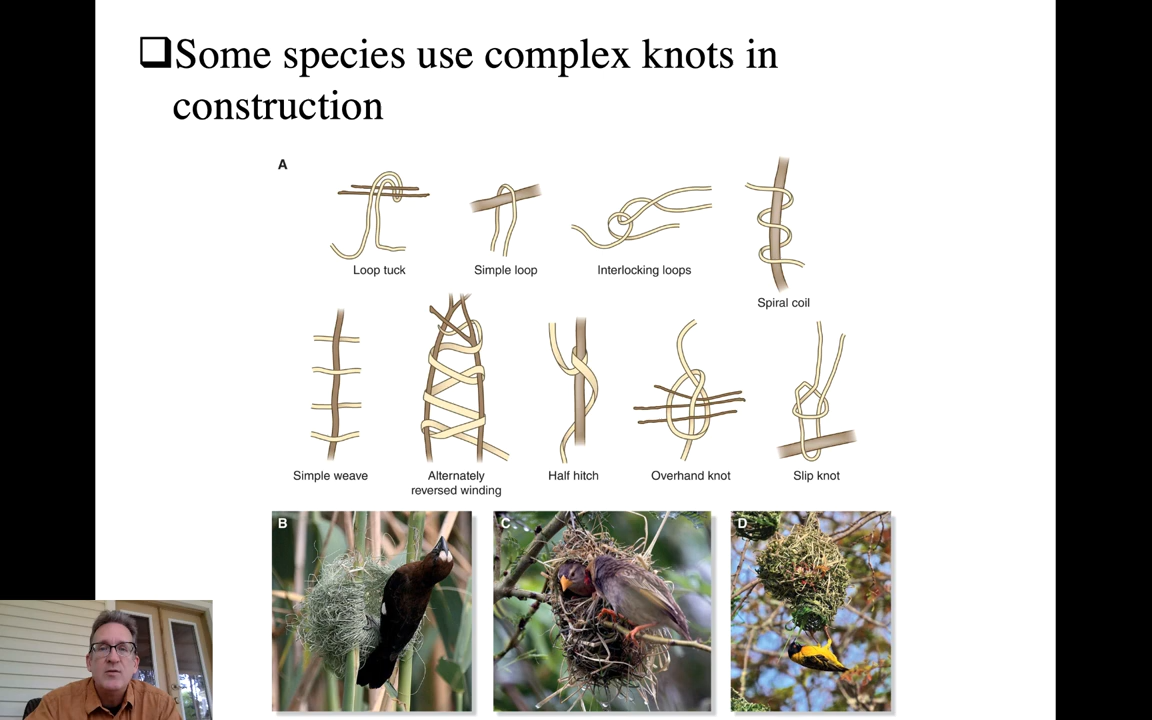 Some species use complex knots in
construction
A
Loop tuck
Simple loop
Interlocking loops
Spiral coil
Simple weave
Alternately
reversed winding
Half hitch
Overhand knot
Slip knot
B
C
D